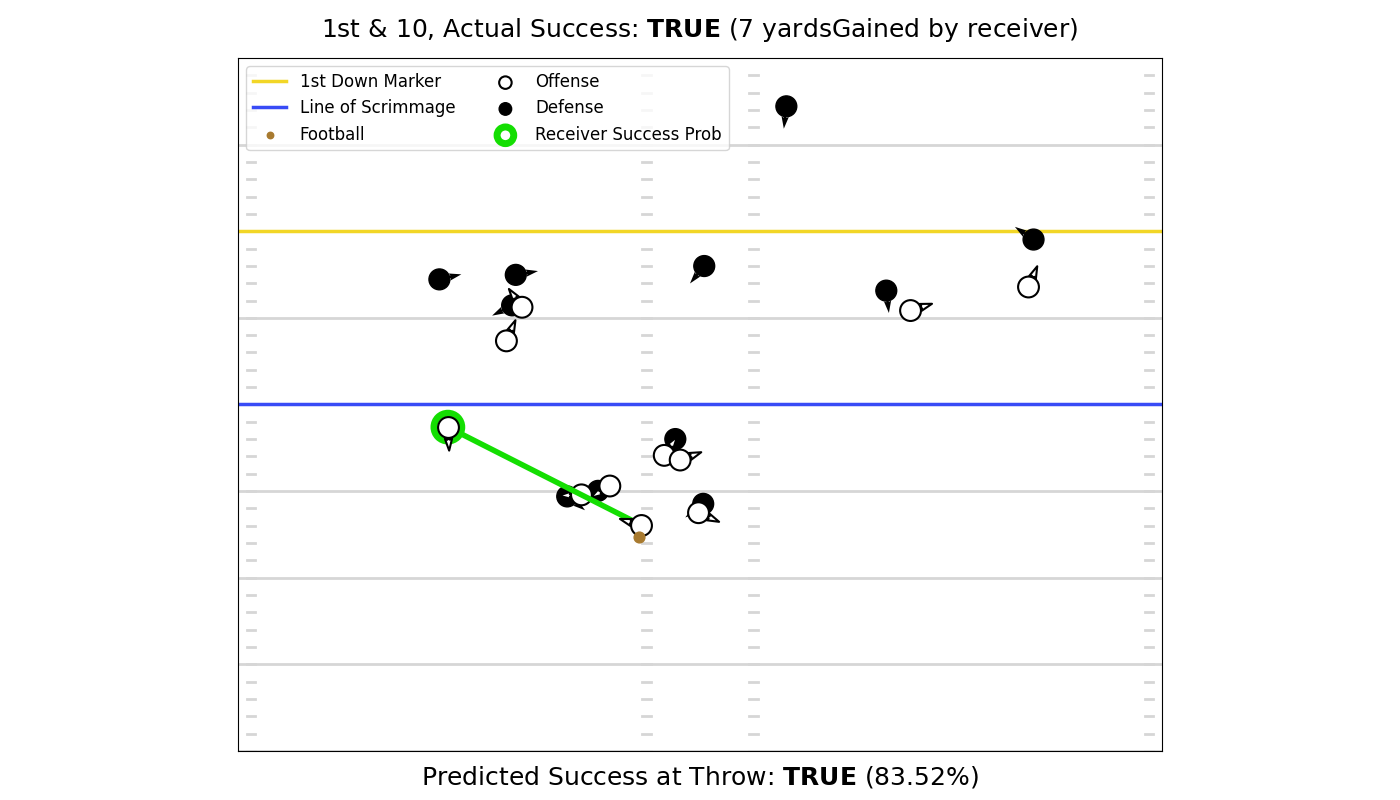 1st & 10, Actual Success: TRUE (7 yardsGained by receiver)
1st Down Marker
Line of Scrimmage
Football
Offense
Defense
Receiver Success Prob
Predicted Success at Throw: TRUE (83.52%)